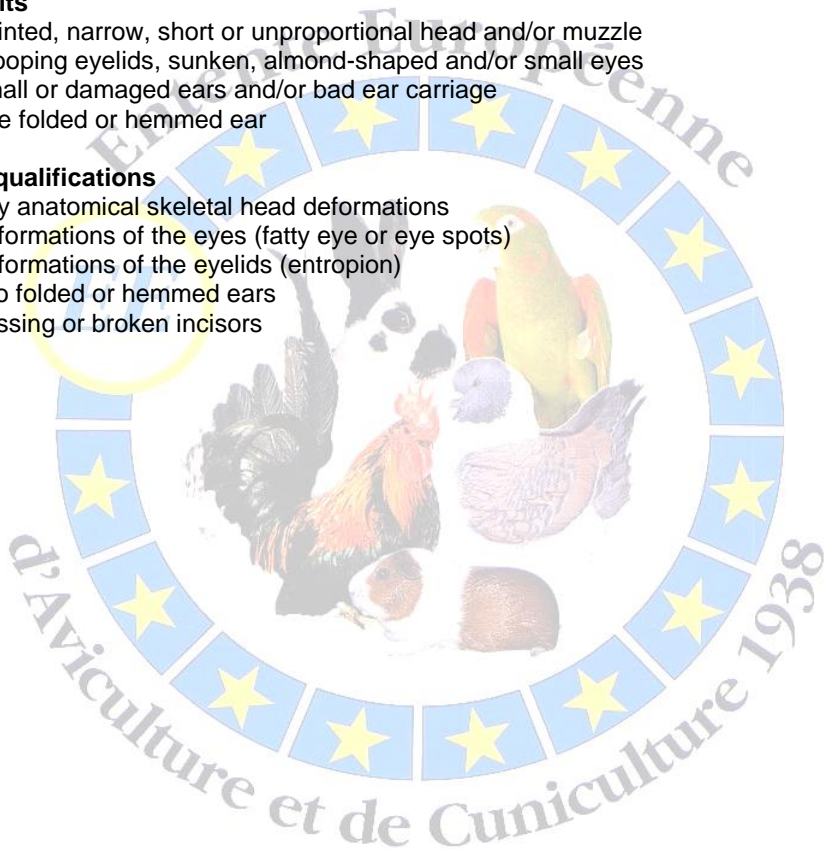 lts
inted, narrow, short or unproportional head and/or muzzle
ooping eyelids, sunken, almond-shaped and/or small eyes
all or damaged ears and/or bad ear carriage
e folded or hemmed ear
qualifications
y anatomical skeletal head deformations
formations of the eyes (fatty eye or eye spots)
formations of the eyelids (entropion)
o folded or hemmed ears
ssing or broken incisors
Entente Européenne
EE
d'Aviculture et de Cuniculture 1938